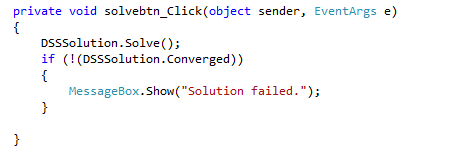 private void solvebtn_Click(object sender, EventArgs e)
{
    DSSSolution.Solve();
    if (!(DSSSolution.Converged))
    {
        MessageBox.Show("Solution failed.");
    }

}